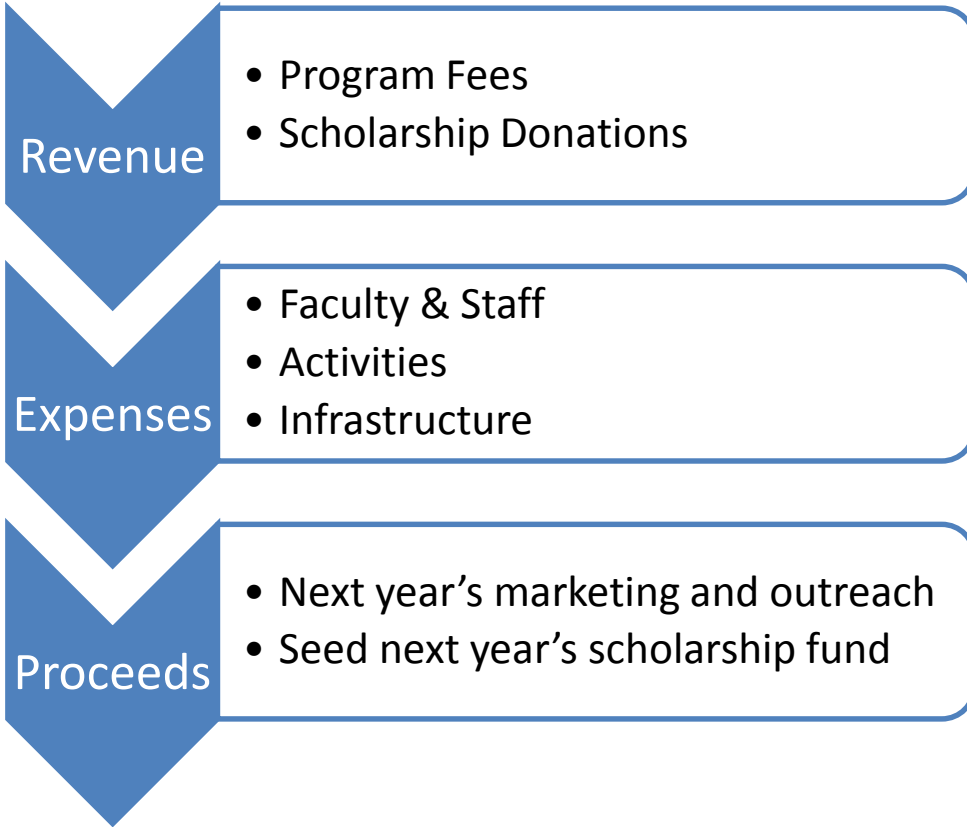 Revenue
• Program Fees
• Scholarship Donations
Expenses
• Faculty & Staff
• Activities
• Infrastructure
Proceeds
• Next year’s marketing and outreach
• Seed next year’s scholarship fund